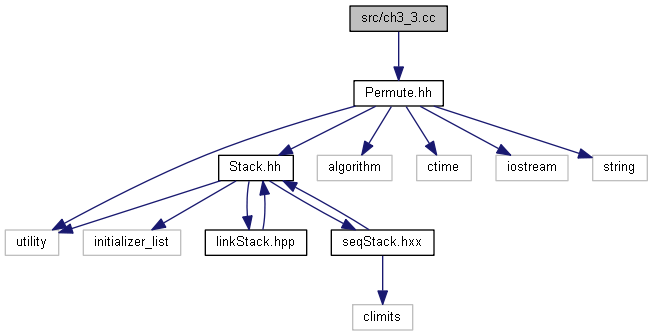 src/ch3_3.cc
Permute.hh
Stack.hh
algorithm
ctime
iostream
string
utility
initializer_list
linkStack.hpp
seqStack.hxx
climits